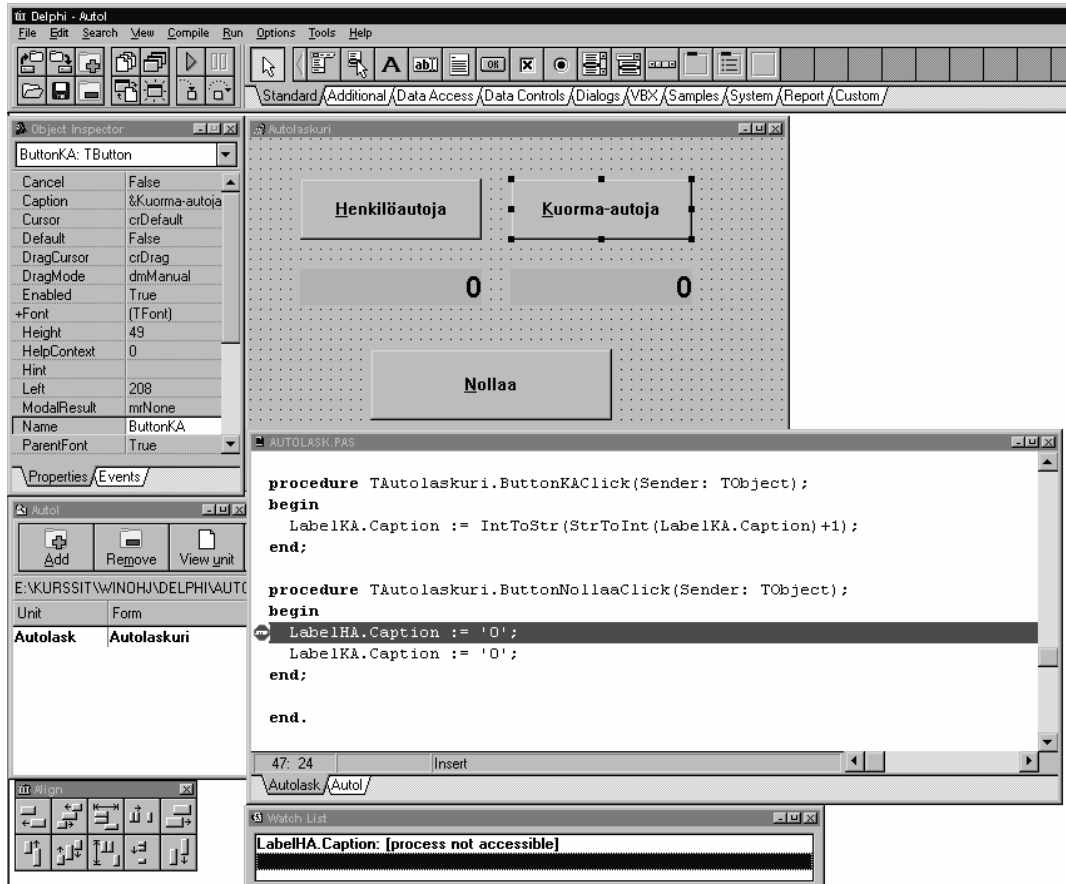 Delphi - Autol
File Edit Search View Compile Run Options Tools Help
A ab OK
Standard Additional Data Access Data Controls Dialogs VBX Samples System Report Custom
Object Inspector
ButtonKA: TButton
Cancel False
Caption &Kuorma-autoja
Cursor crDefault
Default False
DragCursor crDrag
DragMode dmManual
Enabled True
+Font (TFont)
Height 49
HelpContext 0
Hint
Left 208
ModalResult mrNone
Name ButtonKA
ParentFont True
Properties Events
Autolaskuri
Henkilöautoja
Kuorma-autoja
0
0
Nollaa
AUTOLASK.PAS
procedure TAutolaskuri.ButtonKAClick(Sender: TObject);
begin
LabelKA.Caption := IntToStr(StrToInt(LabelKA.Caption)+1);
end;
procedure TAutolaskuri.ButtonNollaaClick(Sender: TObject);
begin
LabelHA.Caption := '0';
LabelKA.Caption := '0';
end;
end.
47: 24 Insert
Autolask Autol
Autol
Add Remove View unit
E:\KURSSIT\WINOHJ\DELPHI\AUTO
Unit Form
Autolask Autolaskuri
Align
Watch List
LabelHA.Caption: [process not accessible]